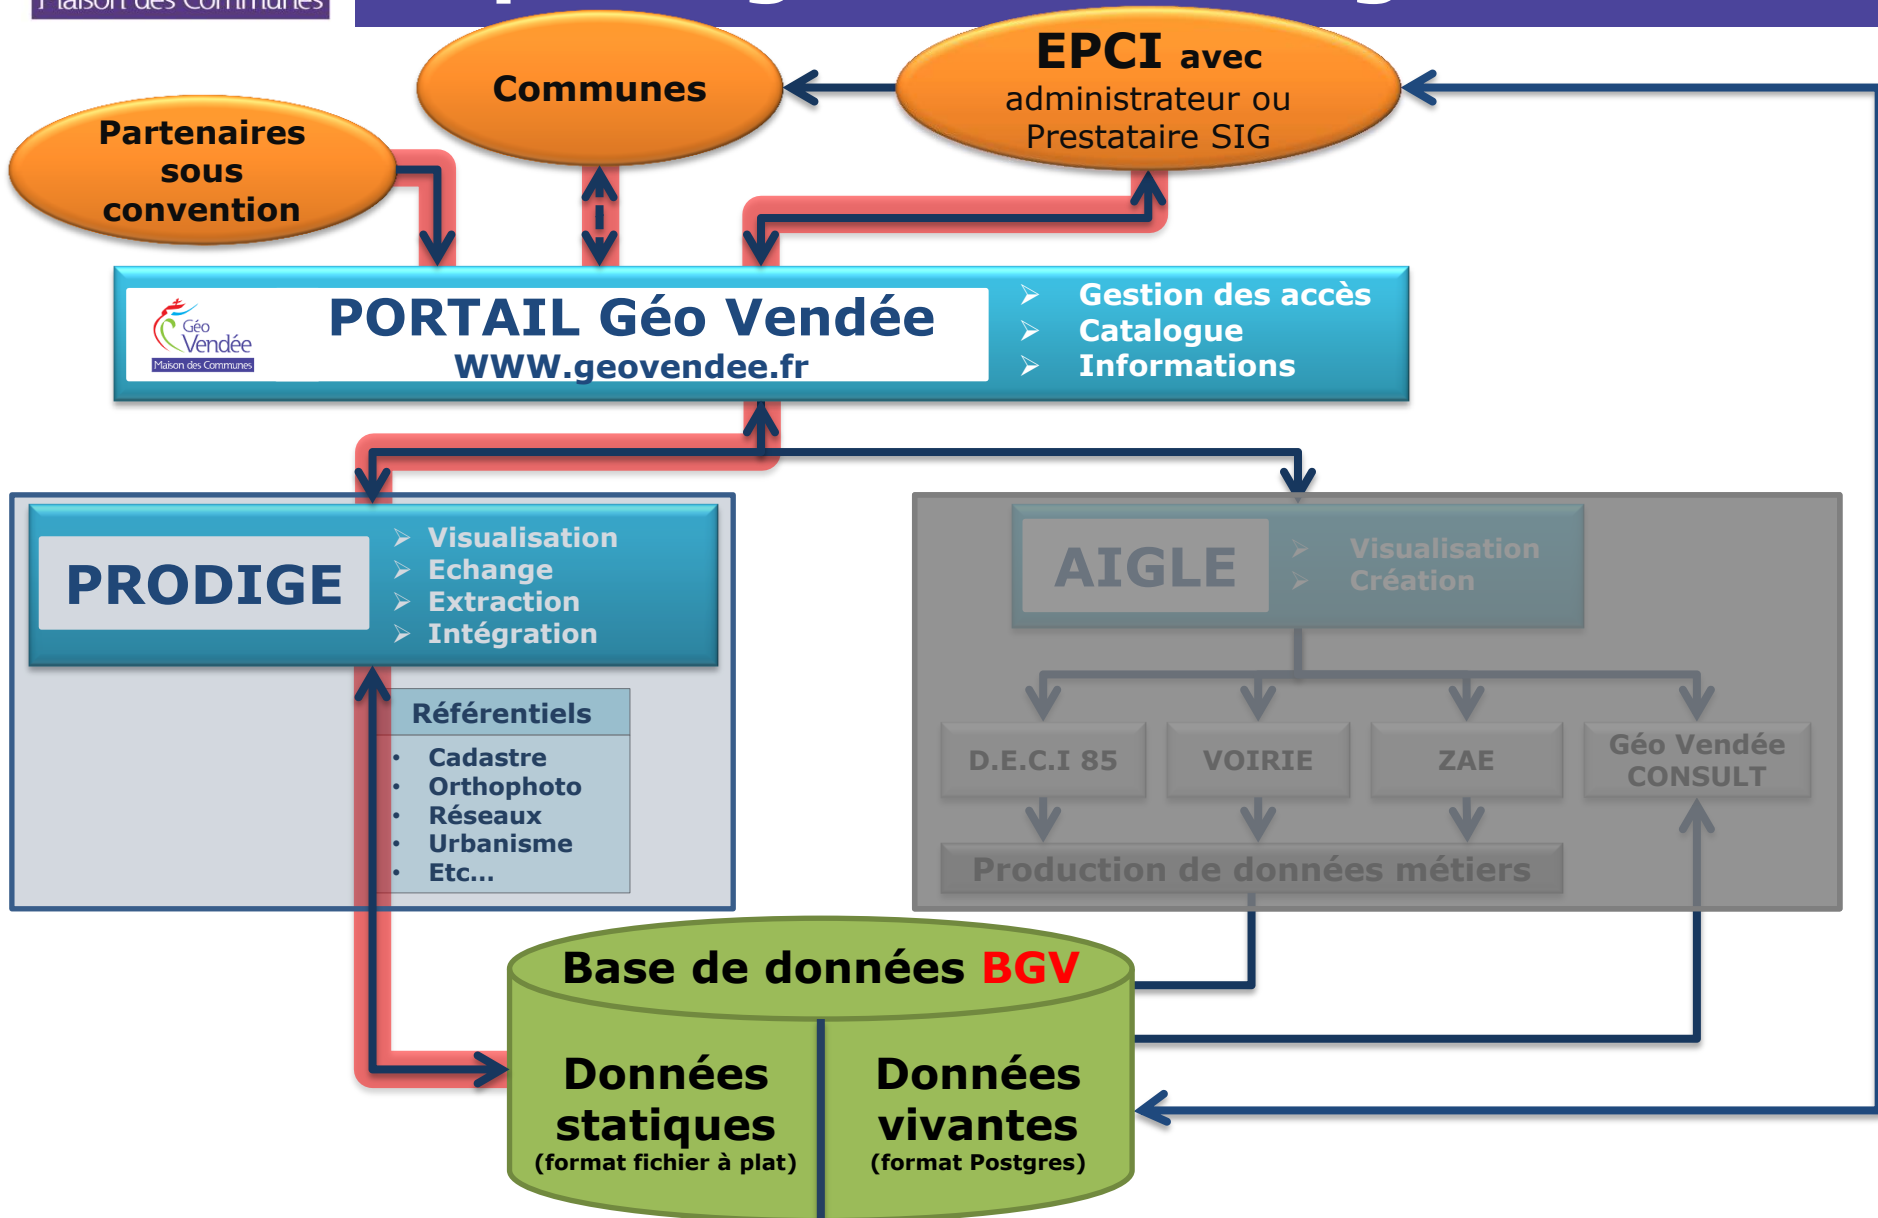 Maison des Communes
EPCI avec
administrateur ou
Prestataire SIG
Communes
Partenaires
sous
convention
Géo
Vendée
Maison des Communes
PORTAIL Géo Vendée
WWW.geovendee.fr
➢ Gestion des accès
➢ Catalogue
➢ Informations
PRODIGE
➢ Visualisation
➢ Echange
➢ Extraction
➢ Intégration
Référentiels
• Cadastre
• Orthophoto
• Réseaux
• Urbanisme
• Etc...
AIGLE
➢ Visualisation
➢ Création
D.E.C.I 85
VOIRIE
ZAE
Géo Vendée
CONSULT
Production de données métiers
Base de données BGV
Données
statiques
(format fichier à plat)
Données
vivantes
(format Postgres)